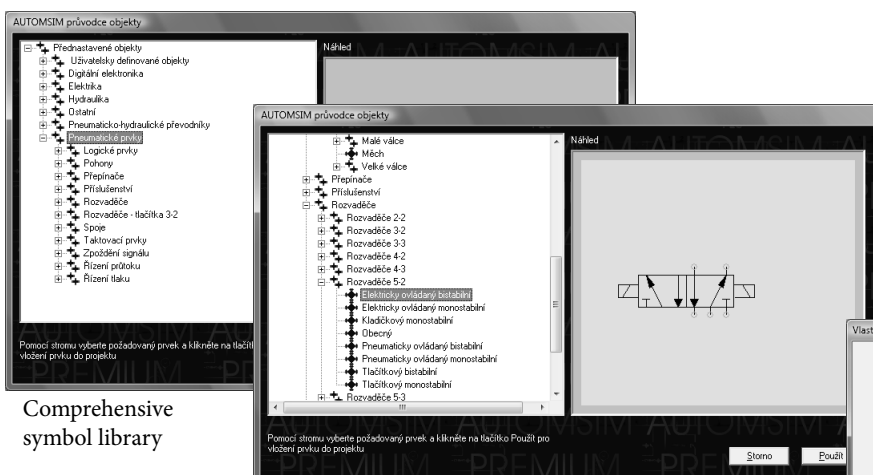 AUTOMSIM průvodce objekty
Přednastavené objekty
Uživatelsky definované objekty
Digitální elektronika
Elektrika
Hydraulika
Ostatní
Pneumaticko-hydraulické převodníky
Pneumatické prvky
Logické prvky
Pohony
Přepínače
Příslušenství
Rozvaděče
Rozvaděče - tlačítka 3-2
Spoje
Taktovací prvky
Zpoždění signálu
Řízení průtoku
Řízení tlaku
Náhled
Pomocí stromu vyberte požadovaný prvek a klikněte na tlačít
vložení prvku do projektu
Comprehensive
symbol library
AUTOMSIM průvodce objekty
Malé válce
Měch
Velké válce
Přepínače
Příslušenství
Rozvaděče
Rozvaděče 2-2
Rozvaděče 3-2
Rozvaděče 3-3
Rozvaděče 4-2
Rozvaděče 4-3
Rozvaděče 5-2
Elektricky ovládaný bistabilní
Elektricky ovládaný monostabilní
Kladičkový monostabilní
Obecný
Pneumaticky ovládaný bistabilní
Pneumaticky ovládaný monostabilní
Tlačítkový bistabilní
Tlačítkový monostabilní
Rozvaděče 5-3
Náhled
Pomocí stromu vyberte požadovaný prvek a klikněte na tlačítko Použít pro
vložení prvku do projektu
Storno
Použít
Vlast